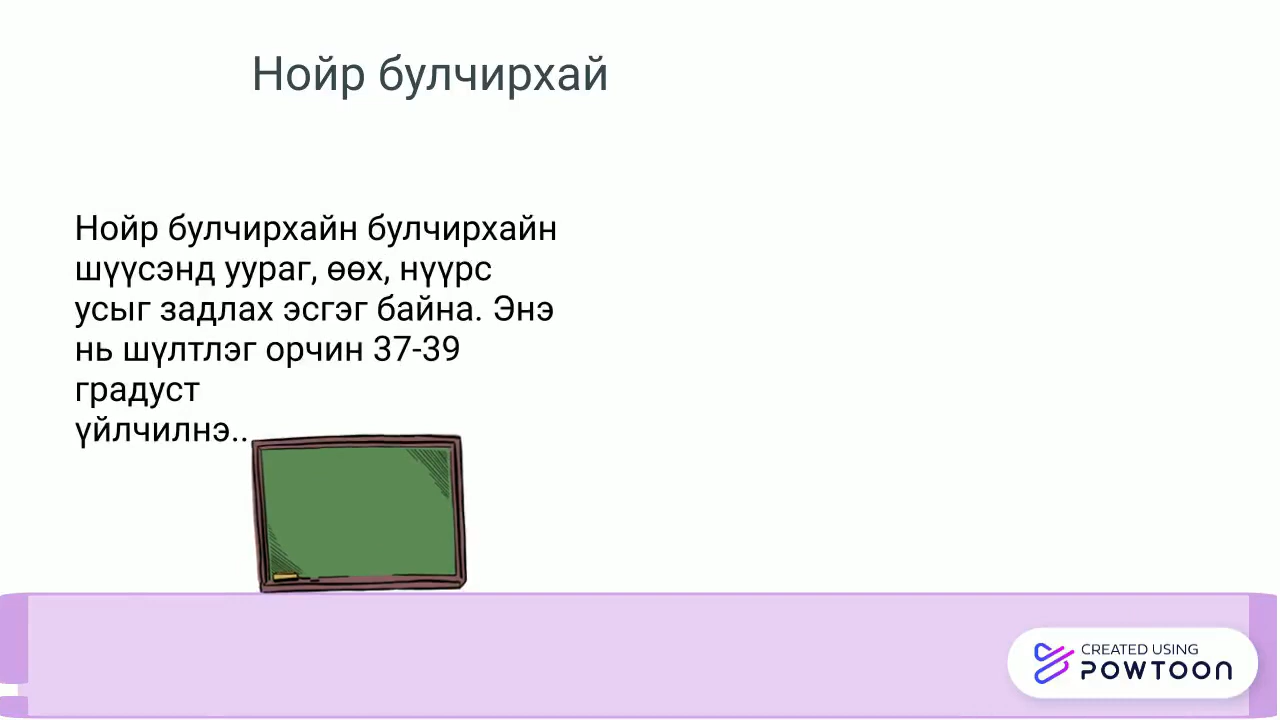 Нойр булчирхай
Нойр булчирхайн булчирхайн
шүүсэнд уураг, өөх, нүүрс
усыг задлах эсгэг байна. Энэ
нь шүлтлэг орчин 37-39
градуст
үйлчилнэ..
CREATED USING
POWTOON